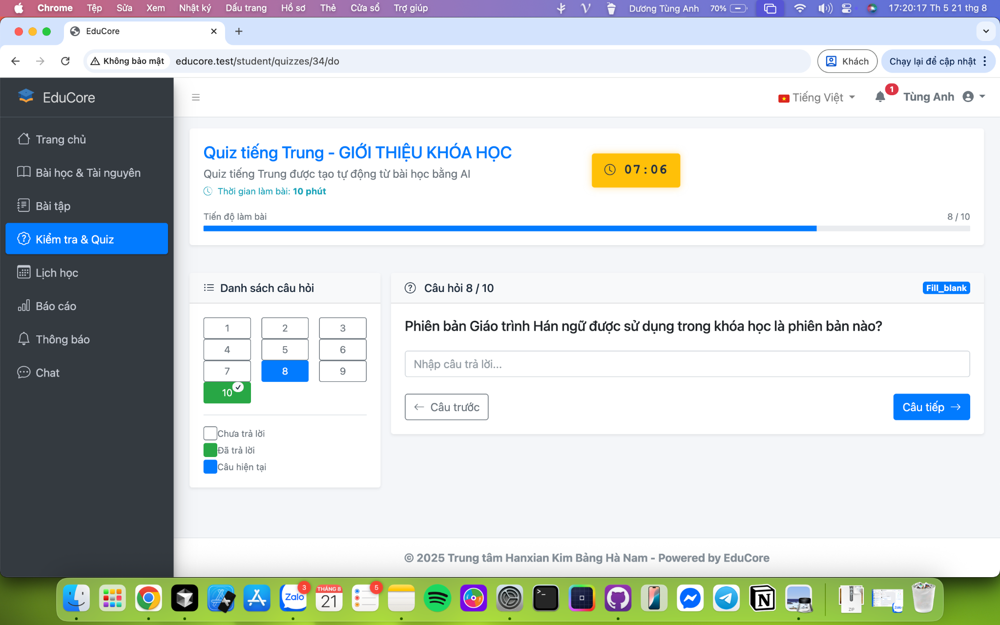 Chrome Tệp Sửa Xem Nhật ký Dấu trang Hồ sơ Thẻ Cửa sổ Trợ giúp Dương Tùng Anh 70% 17:20:17 Th 5 21 thg 8
EduCore
Không bảo mật educore.test/student/quizzes/34/do Khách Chạy lại để cập nhật
EduCore
Tiếng Việt 1 Tùng Anh
Trang chủ
Bài học & Tài nguyên
Bài tập
Kiểm tra & Quiz
Lịch học
Báo cáo
Thông báo
Chat
Quiz tiếng Trung - GIỚI THIỆU KHÓA HỌC
Quiz tiếng Trung được tạo tự động từ bài học bằng AI
Thời gian làm bài: 10 phút
07:06
Tiến độ làm bài 8 / 10
Danh sách câu hỏi
1 2 3
4 5 6
7 8 9
10
Chưa trả lời
Đã trả lời
Câu hiện tại
Câu hỏi 8 / 10 Fill_blank
Phiên bản Giáo trình Hán ngữ được sử dụng trong khóa học là phiên bản nào?
Nhập câu trả lời...
Câu trước Câu tiếp
© 2025 Trung tâm Hanxian Kim Bảng Hà Nam - Powered by EduCore
Zalo 3 THÁNG 8 21 5 ZIP Zalo